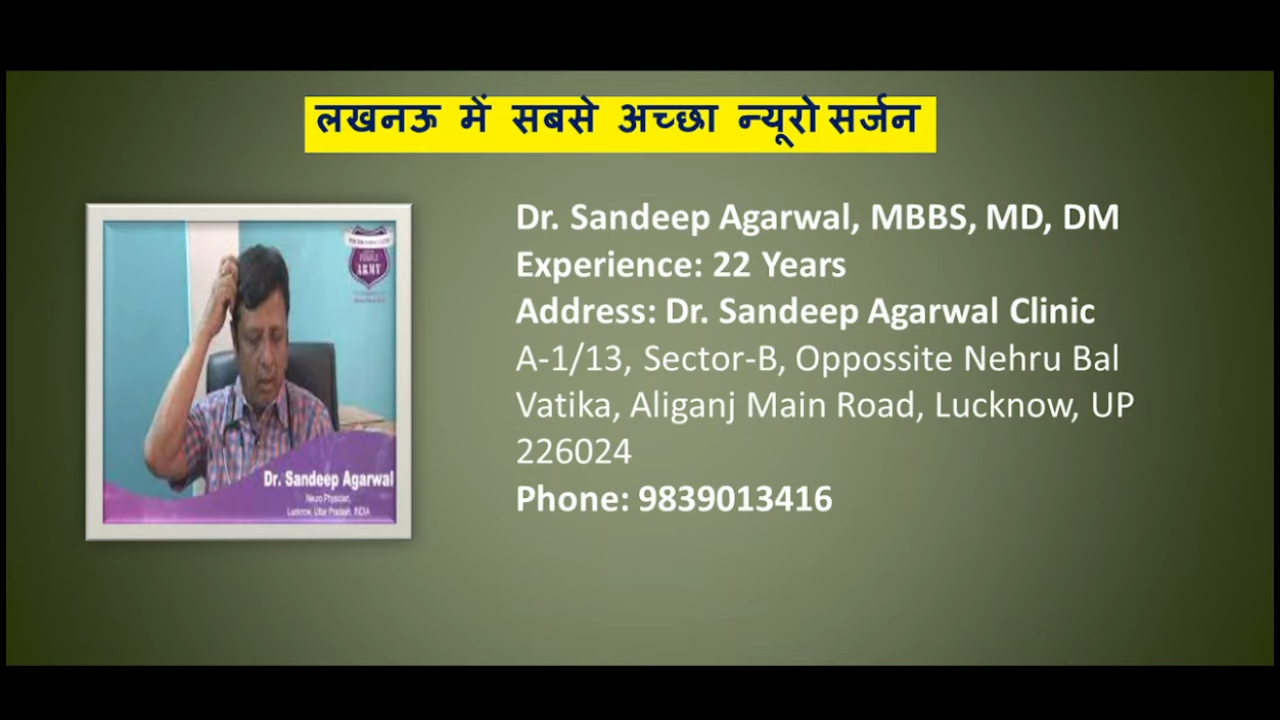 लखनऊ में सबसे अच्छा न्यूरो सर्जन
Dr. Sandeep Agarwal, MBBS, MD, DM
Experience: 22 Years
Address: Dr. Sandeep Agarwal Clinic
A-1/13, Sector-B, Oppossite Nehru Bal
Vatika, Aliganj Main Road, Lucknow, UP
226024
Phone: 9839013416
ARMY
Dr. Sandeep Agarwal
Neuro Physician,
Lucknow, Uttar Pradesh, INDIA